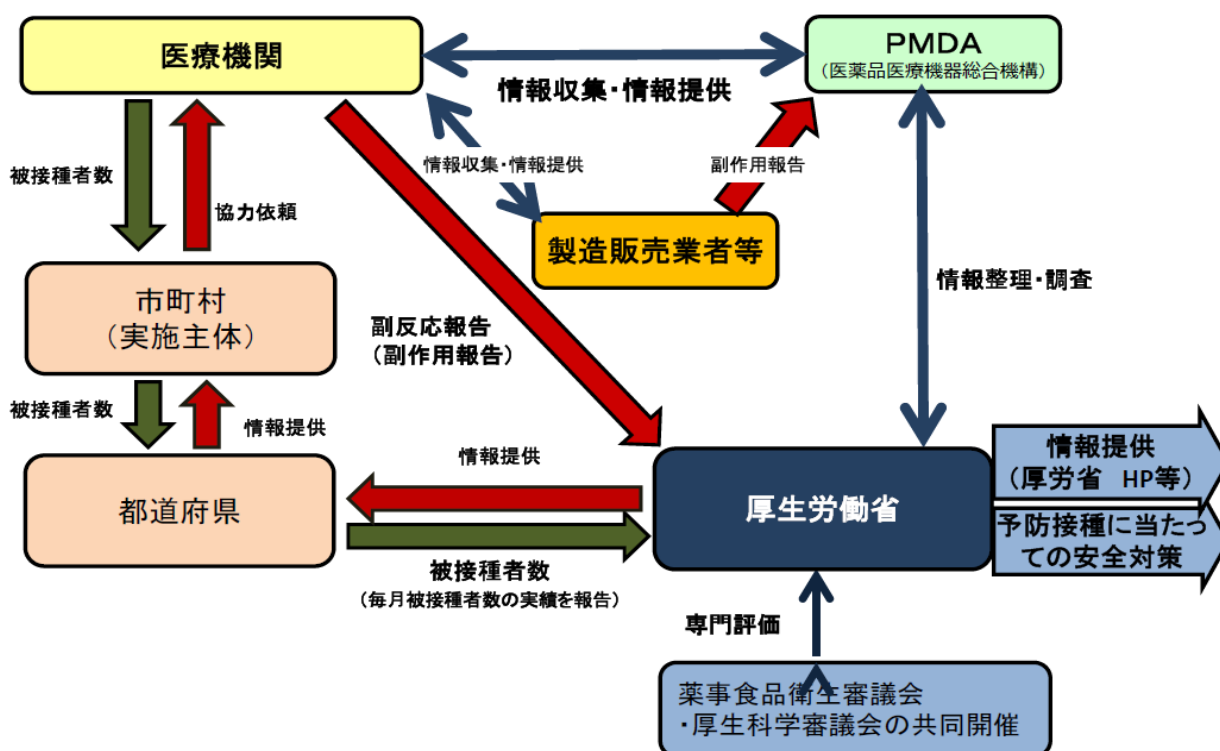 医療機関
PMDA
（医薬品医療機器総合機構）
情報収集・情報提供
情報収集・情報提供
副作用報告
被接種者数
協力依頼
製造販売業者等
市町村
（実施主体）
副反応報告
（副作用報告）
情報整理・調査
被接種者数
情報提供
情報提供
都道府県
厚生労働省
情報提供
（厚労省　HP等）
予防接種に当たっ
ての安全対策
被接種者数
（毎月被接種者数の実績を報告）
専門評価
薬事食品衛生審議会
・厚生科学審議会の共同開催